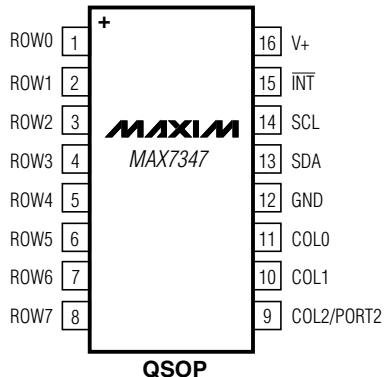 +
ROW0 1 16 V+
ROW1 2 15 INT
ROW2 3 MAXIM 14 SCL
ROW3 4 MAX7347 13 SDA
ROW4 5 12 GND
ROW5 6 11 COL0
ROW6 7 10 COL1
ROW7 8 9 COL2/PORT2
QSOP